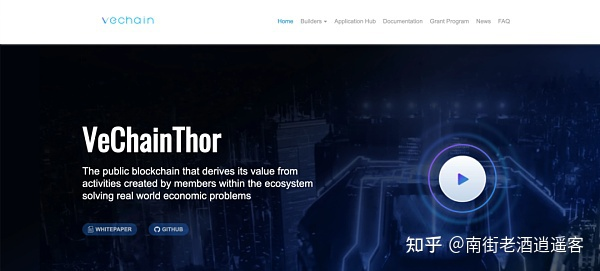 vechain
Home Builders Application Hub Documentation Grant Program News FAQ
VeChainThor
The public blockchain that derives its value from
activities created by members within the ecosystem
solving real world economic problems
WHITEPAPER GITHUB
知乎 @南街老酒逍遥客